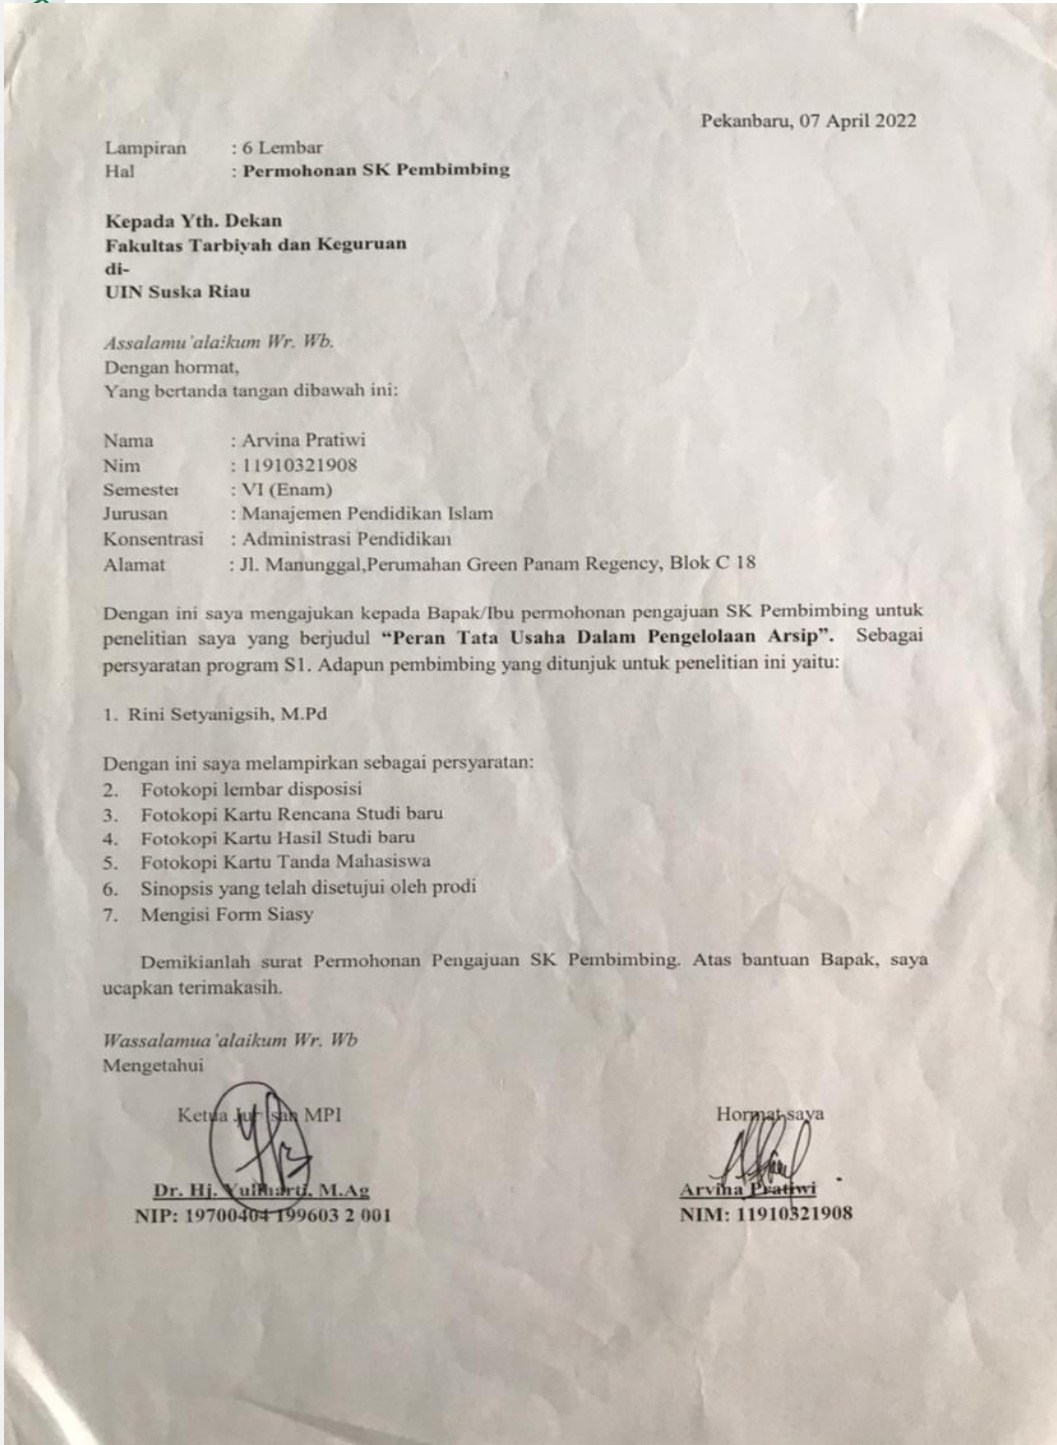 Pekanbaru, 07 April 2022
Lampiran : 6 Lembar
Hal : Permohonan SK Pembimbing
Kepada Yth. Dekan
Fakultas Tarbiyah dan Keguruan
di-
UIN Suska Riau
Assalamu'alaikum Wr. Wb.
Dengan hormat,
Yang bertanda tangan dibawah ini:
Nama : Arvina Pratiwi
Nim : 11910321908
Semester : VI (Enam)
Jurusan : Manajemen Pendidikan Islam
Konsentrasi : Administrasi Pendidikan
Alamat : Jl. Manunggal,Perumahan Green Panam Regency, Blok C 18
Dengan ini saya mengajukan kepada Bapak/Ibu permohonan pengajuan SK Pembimbing untuk
penelitian saya yang berjudul “Peran Tata Usaha Dalam Pengelolaan Arsip”. Sebagai
persyaratan program S1. Adapun pembimbing yang ditunjuk untuk penelitian ini yaitu:
1. Rini Setyanigsih, M.Pd
Dengan ini saya melampirkan sebagai persyaratan:
2. Fotokopi lembar disposisi
3. Fotokopi Kartu Rencana Studi baru
4. Fotokopi Kartu Hasil Studi baru
5. Fotokopi Kartu Tanda Mahasiswa
6. Sinopsis yang telah disetujui oleh prodi
7. Mengisi Form Siasy
Demikianlah surat Permohonan Pengajuan SK Pembimbing. Atas bantuan Bapak, saya
ucapkan terimakasih.
Wassalamua'alaikum Wr. Wb
Mengetahui
Ketua Jurusan MPI
Hormat saya
Dr. Hj. Yuliharti, M.Ag
Arvina Pratiwi
NIP: 19700404 199603 2 001
NIM: 11910321908